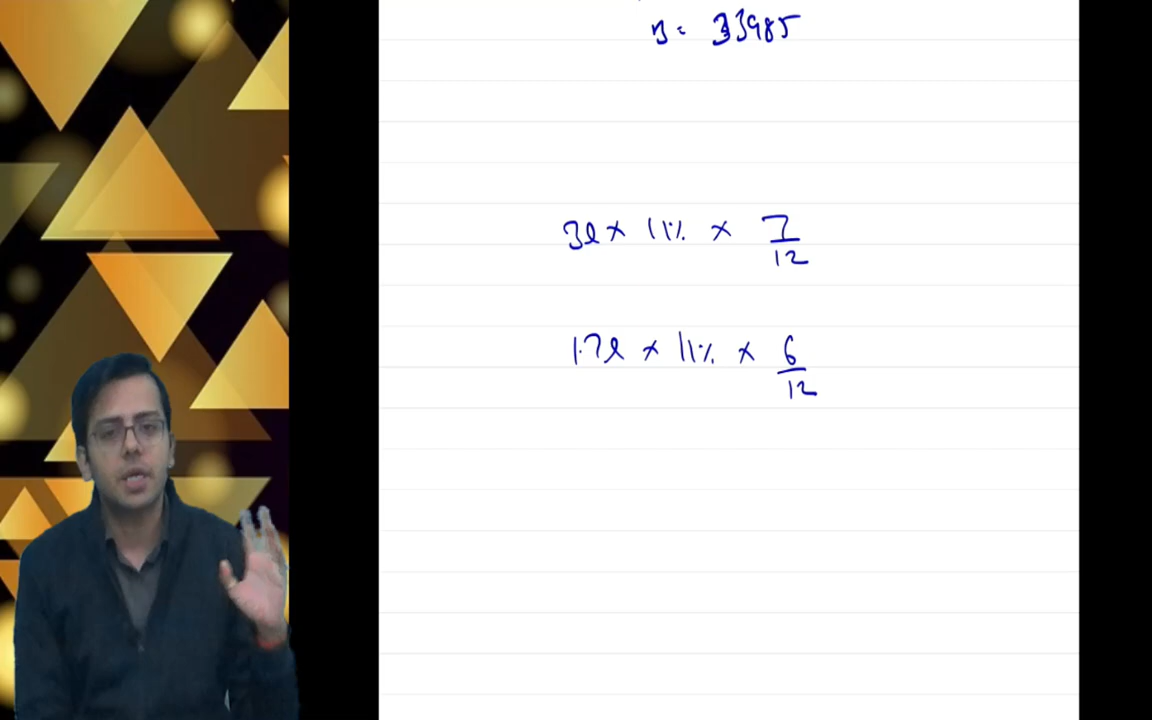 B = 33985
3l × 11% × 7/12
1.7l × 11% × 6/12